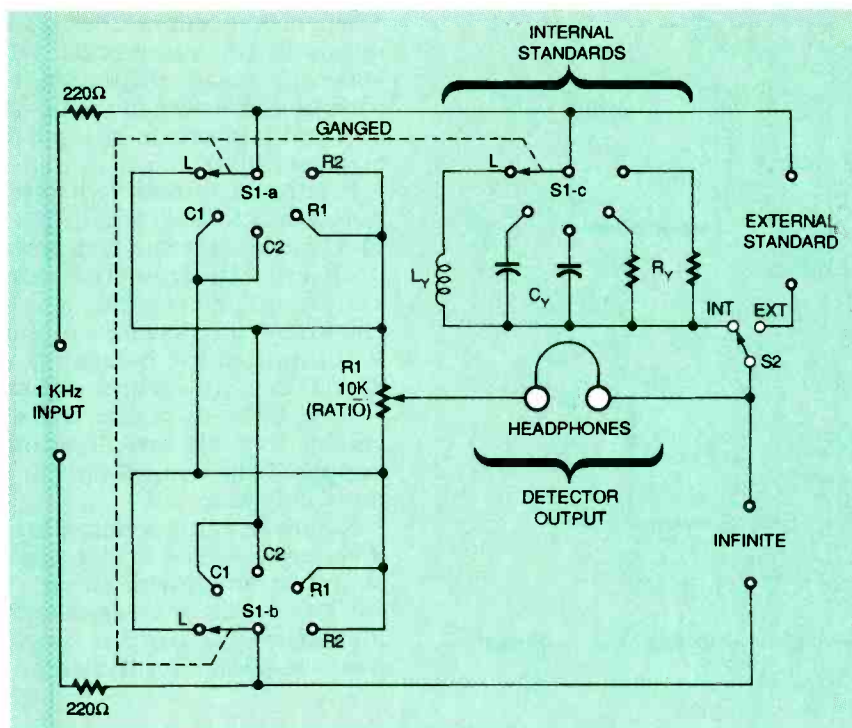 INTERNAL
STANDARDS
220Ω
GANGED
L
S1-a
R2
C1
C2
R1
L
S1-c
L_Y
C_Y
R_Y
EXTERNAL
STANDARD
INT
EXT
S2
1 KHz
INPUT
R1
10K
(RATIO)
HEADPHONES
DETECTOR
OUTPUT
INFINITE
C1
C2
R1
L
S1-b
R2
220Ω